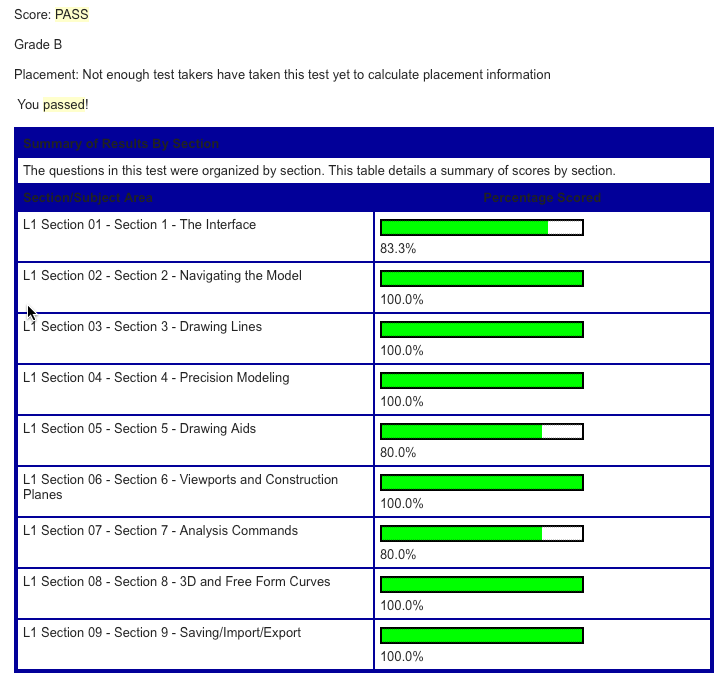 Score: PASS
Grade B
Placement: Not enough test takers have taken this test yet to calculate placement information
You passed!
Summary of Results By Section
The questions in this test were organized by section. This table details a summary of scores by section.
Section/Subject Area
Percentage Scored
L1 Section 01 - Section 1 - The Interface
83.3%
L1 Section 02 - Section 2 - Navigating the Model
100.0%
L1 Section 03 - Section 3 - Drawing Lines
100.0%
L1 Section 04 - Section 4 - Precision Modeling
100.0%
L1 Section 05 - Section 5 - Drawing Aids
80.0%
L1 Section 06 - Section 6 - Viewports and Construction
Planes
100.0%
L1 Section 07 - Section 7 - Analysis Commands
80.0%
L1 Section 08 - Section 8 - 3D and Free Form Curves
100.0%
L1 Section 09 - Section 9 - Saving/Import/Export
100.0%